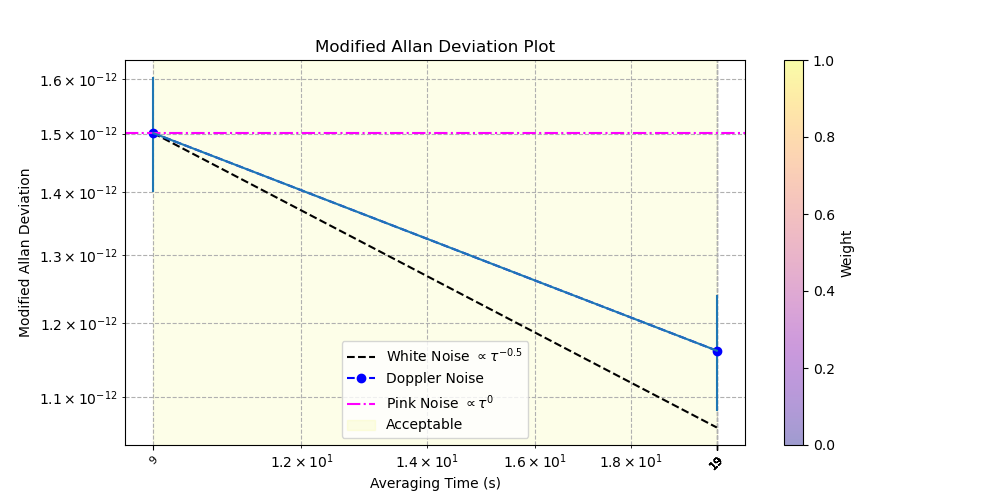 Modified Allan Deviation Plot
Modified Allan Deviation
1.6 × 10⁻¹²
1.5 × 10⁻¹²
1.4 × 10⁻¹²
1.3 × 10⁻¹²
1.2 × 10⁻¹²
1.1 × 10⁻¹²
White Noise ∝τ⁻⁰·⁵
Doppler Noise
Pink Noise ∝τ⁰
Acceptable
9
1.2 × 10¹
1.4 × 10¹
1.6 × 10¹
1.8 × 10¹
19
Averaging Time (s)
1.0
0.8
0.6
0.4
0.2
0.0
Weight